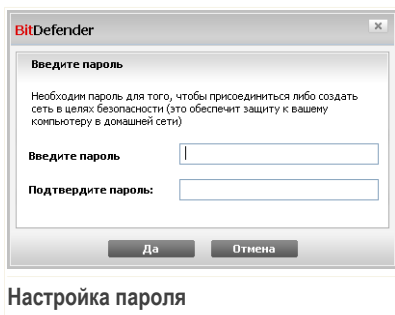 BitDefender
Введите пароль
Необходим пароль для того, чтобы присоединиться либо создать
сеть в целях безопасности (это обеспечит защиту к вашему
компьютеру в домашней сети)
Введите пароль
Подтвердите пароль:
Да
Отмена
Настройка пароля